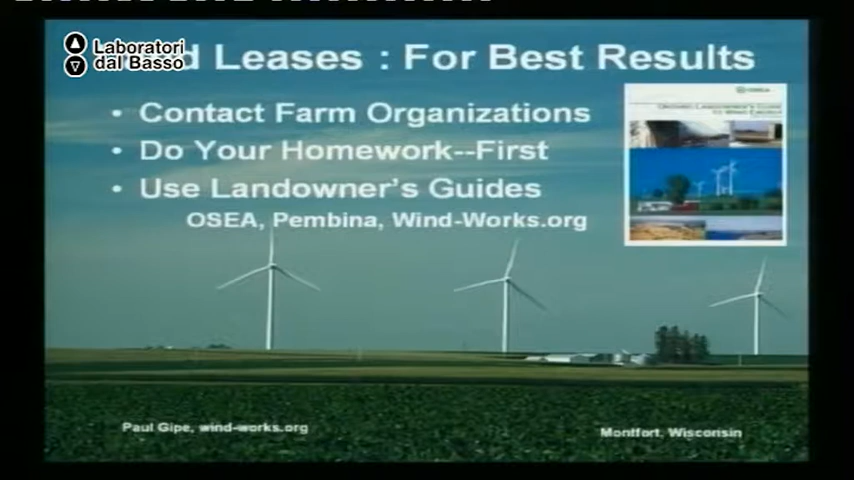 Laboratori
dal Basso
d Leases : For Best Results
• Contact Farm Organizations
• Do Your Homework--First
• Use Landowner's Guides
OSEA, Pembina, Wind-Works.org
OSEA
Paul Gipe, wind-works.org
Montfort, Wisconsin